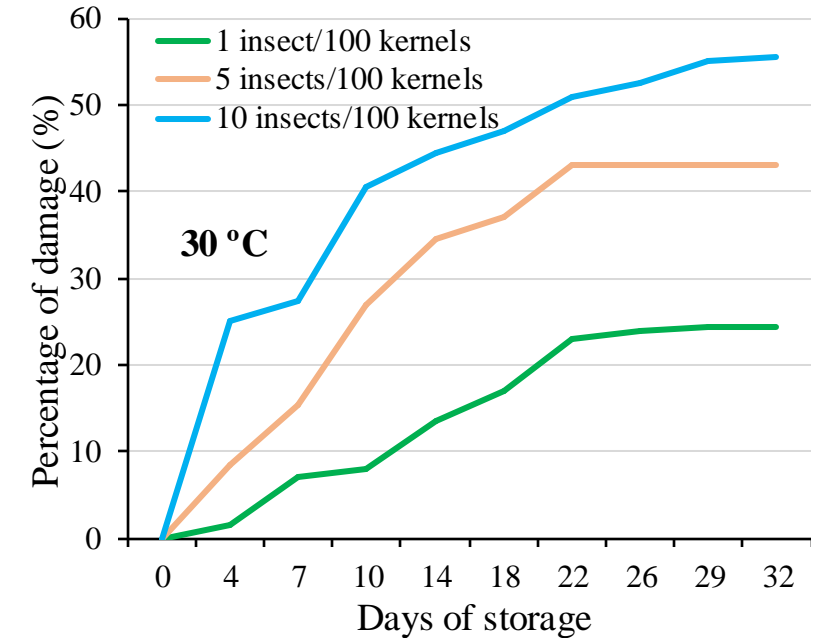 60
1 insect/100 kernels
5 insects/100 kernels
50
10 insects/100 kernels
Percentage of damage (%)
40
30 ºC
30
20
10
0
0 4 7 10 14 18 22 26 29 32
Days of storage